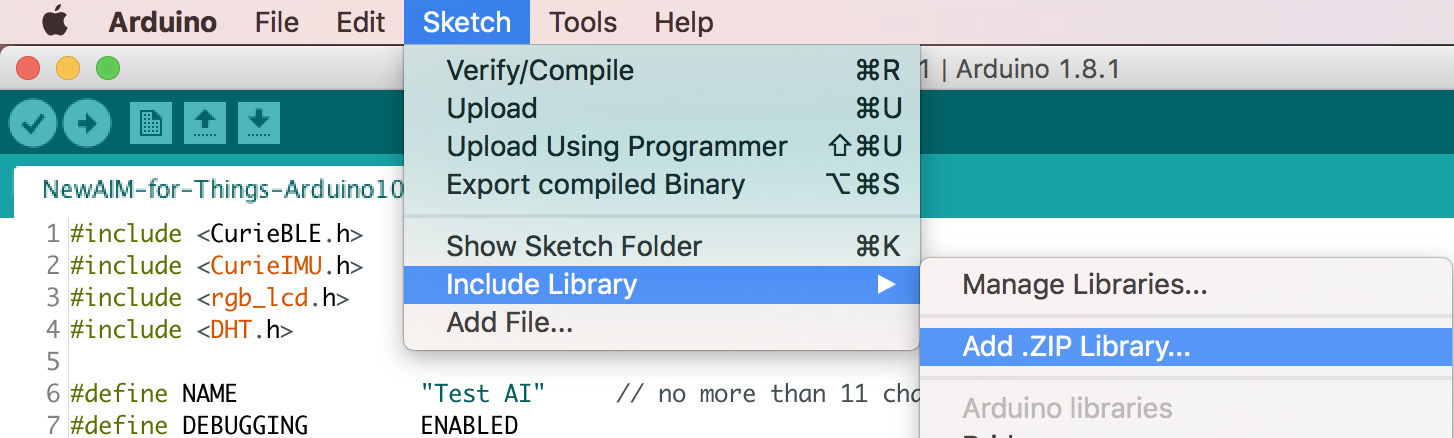 Arduino File Edit Sketch Tools Help
1 | Arduino 1.8.1
Verify/Compile ⌘R
Upload ⌘U
Upload Using Programmer ⇧⌘U
Export compiled Binary ⌥⌘S
Show Sketch Folder ⌘K
Include Library ▶
Add File...
Manage Libraries...
Add .ZIP Library...
Arduino libraries
NewAIM-for-Things-Arduino10
1 #include <CurieBLE.h>
2 #include <CurieIMU.h>
3 #include <rgb_lcd.h>
4 #include <DHT.h>
5
6 #define NAME "Test AI" // no more than 11 cha
7 #define DEBUGGING ENABLED